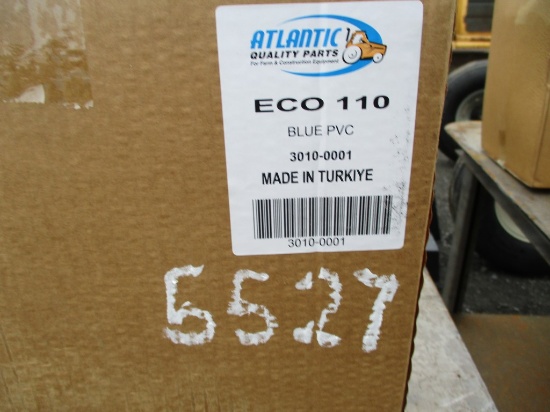 ATLANTIC
QUALITY PARTS
For Farm & Construction Equipment
ECO 110
BLUE PVC
3010-0001
MADE IN TURKIYE
3010-0001
5527